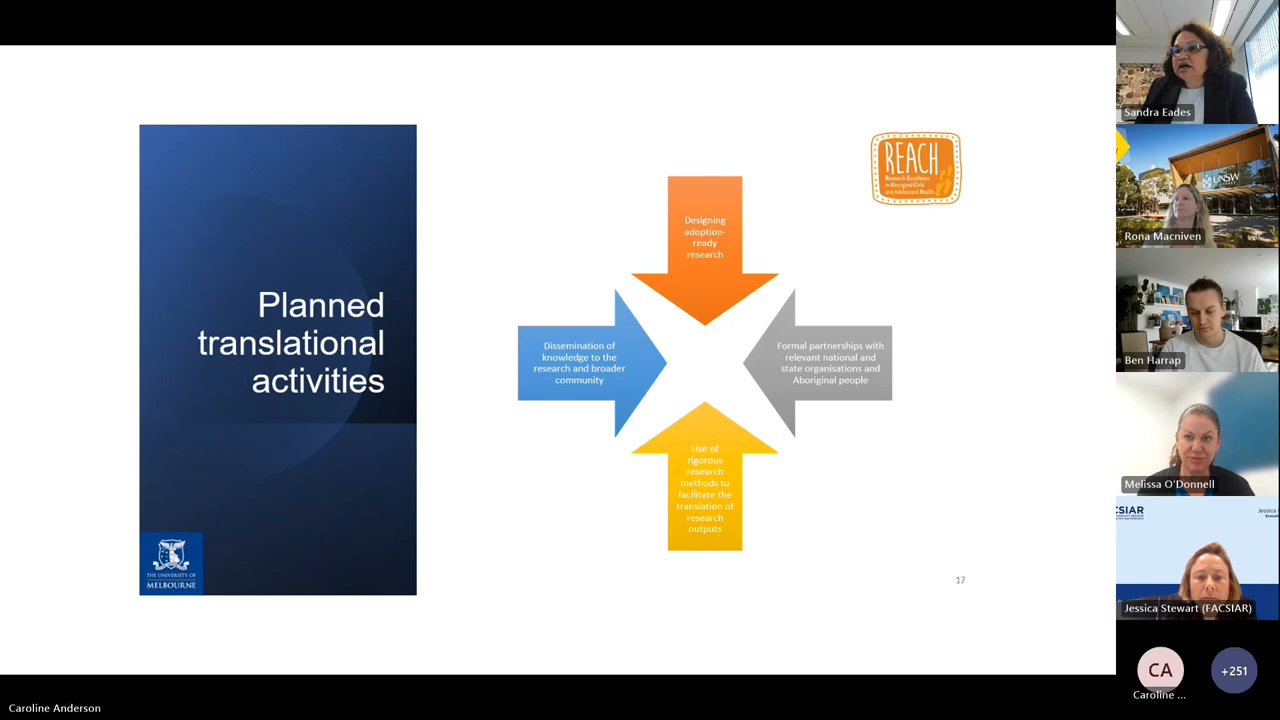 Planned
translational
activities
THE UNIVERSITY OF
MELBOURNE
REACH
Research Excellence
in Aboriginal Child
and Adolescent Health
Designing
adoption-
ready
research
Dissemination of
knowledge to the
research and broader
community
Formal partnerships with
relevant national and
state organisations and
Aboriginal people
Use of
rigorous
research
methods to
facilitate the
translation of
research
outputs
17
Sandra Eades
UNSW
Rona Macniven
Ben Harrap
Melissa O'Donnell
CSIAR
Jessica Stewart (FACSIAR)
CA
Caroline ...
+251
Caroline Anderson